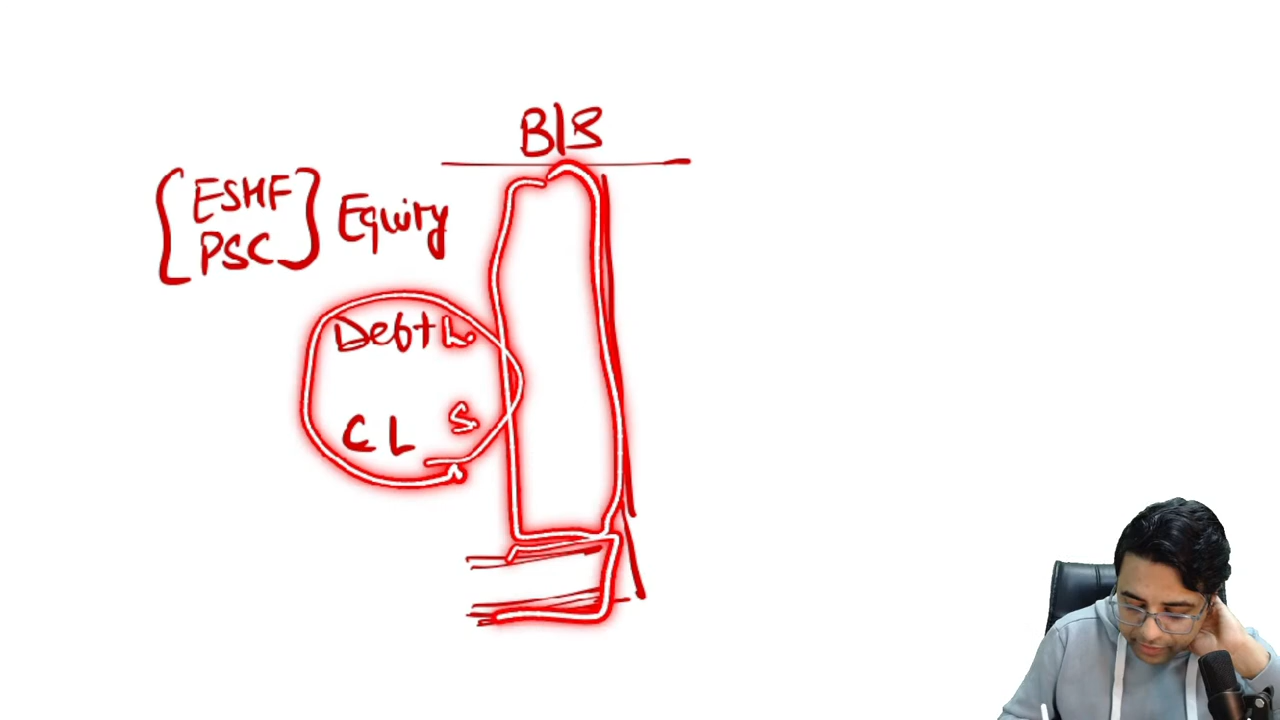 B/S
ESHF
PSC
Equity
Debt L.
CL S.